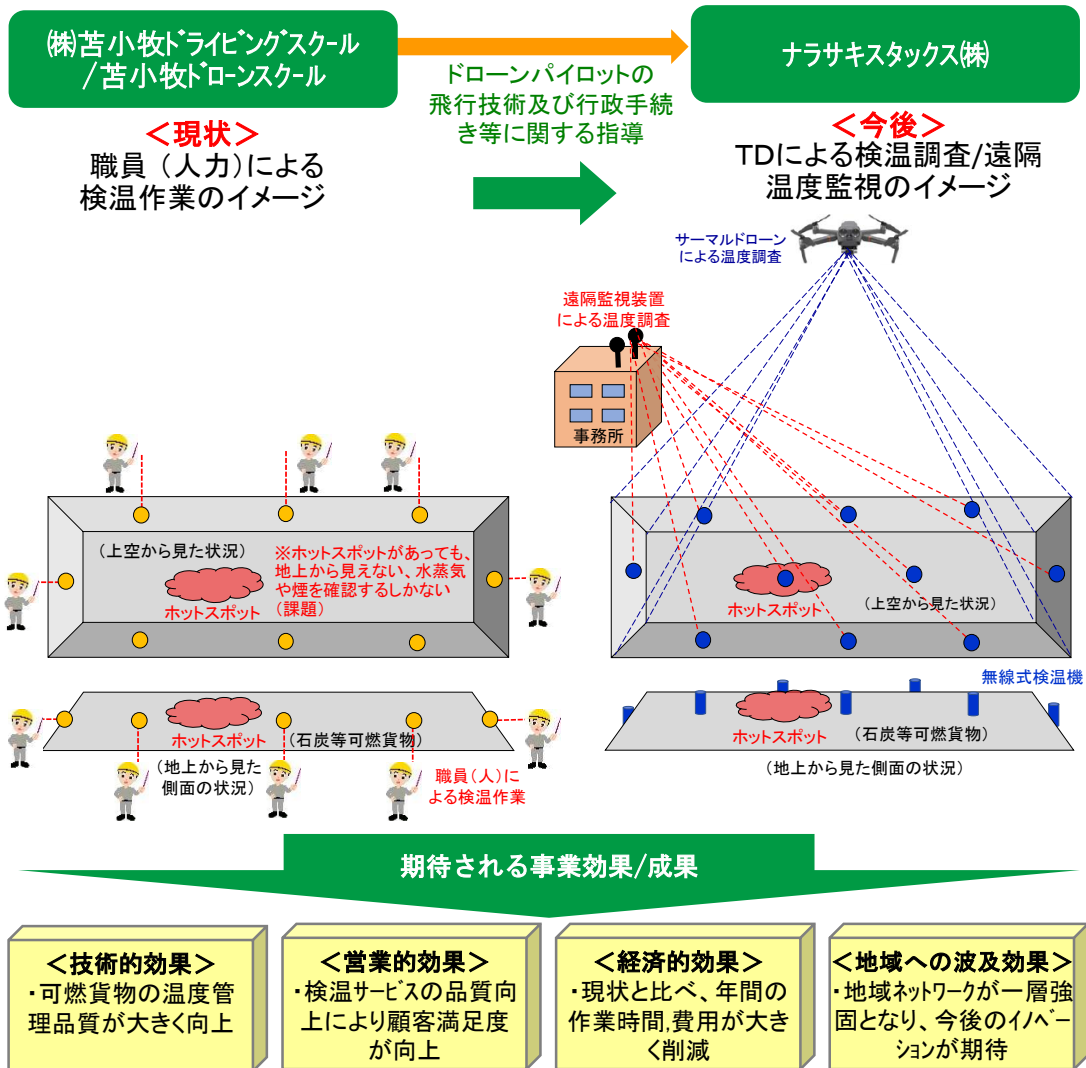 ㈱苫小牧ﾄﾞﾗｲﾋﾞﾝｸﾞｽｸｰﾙ
/苫小牧ﾄﾞﾛｰﾝｽｸｰﾙ
ドローンパイロットの
飛行技術及び行政手続
き等に関する指導
ナラサキスタックス㈱
＜現状＞
職員（人力）による
検温作業のイメージ
＜今後＞
TDによる検温調査/遠隔
温度監視のイメージ
サーマルドローン
による温度調査
遠隔監視装置
による温度調査
事務所
（上空から見た状況）
※ホットスポットがあっても、
地上から見えない、水蒸気
や煙を確認するしかない
（課題）
ホットスポット
ホットスポット
（上空から見た状況）
ホットスポット
（石炭等可燃貨物）
（地上から見た
側面の状況）
職員（人）に
よる検温作業
無線式検温機
ホットスポット
（石炭等可燃貨物）
（地上から見た側面の状況）
期待される事業効果/成果
＜技術的効果＞
・可燃貨物の温度管
理品質が大きく向上
＜営業的効果＞
・検温ｻｰﾋﾞｽの品質向
上により顧客満足度
が向上
＜経済的効果＞
・現状と比べ、年間の
作業時間,費用が大き
く削減
＜地域への波及効果＞
・地域ﾈｯﾄﾜｰｸが一層強
固となり、今後のｲﾉﾍﾞｰ
ｼｮﾝが期待